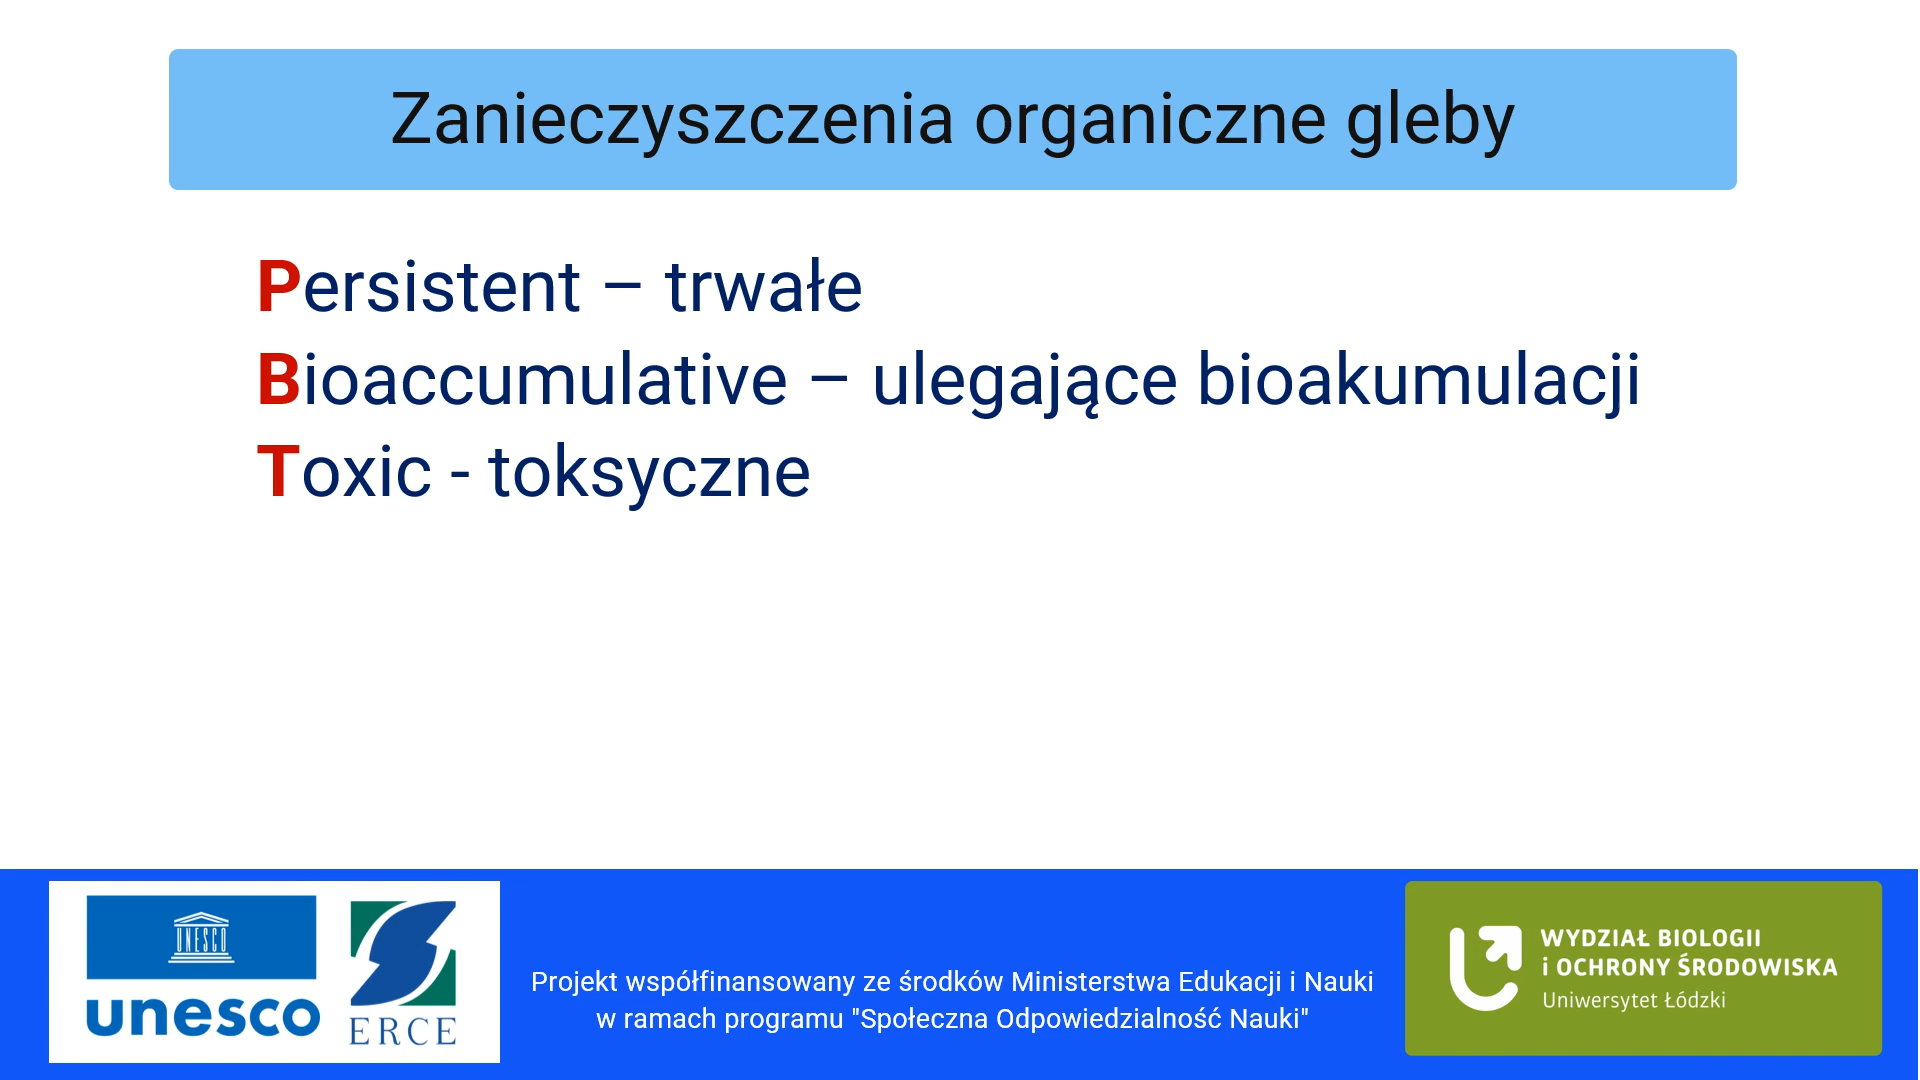 Zanieczyszczenia organiczne gleby
Persistent – trwałe
Bioaccumulative – ulegające bioakumulacji
Toxic - toksyczne
UNESCO
unesco
ERCE
Projekt współfinansowany ze środków Ministerstwa Edukacji i Nauki
w ramach programu "Społeczna Odpowiedzialność Nauki"
WYDZIAŁ BIOLOGII
i OCHRONY ŚRODOWISKA
Uniwersytet Łódzki